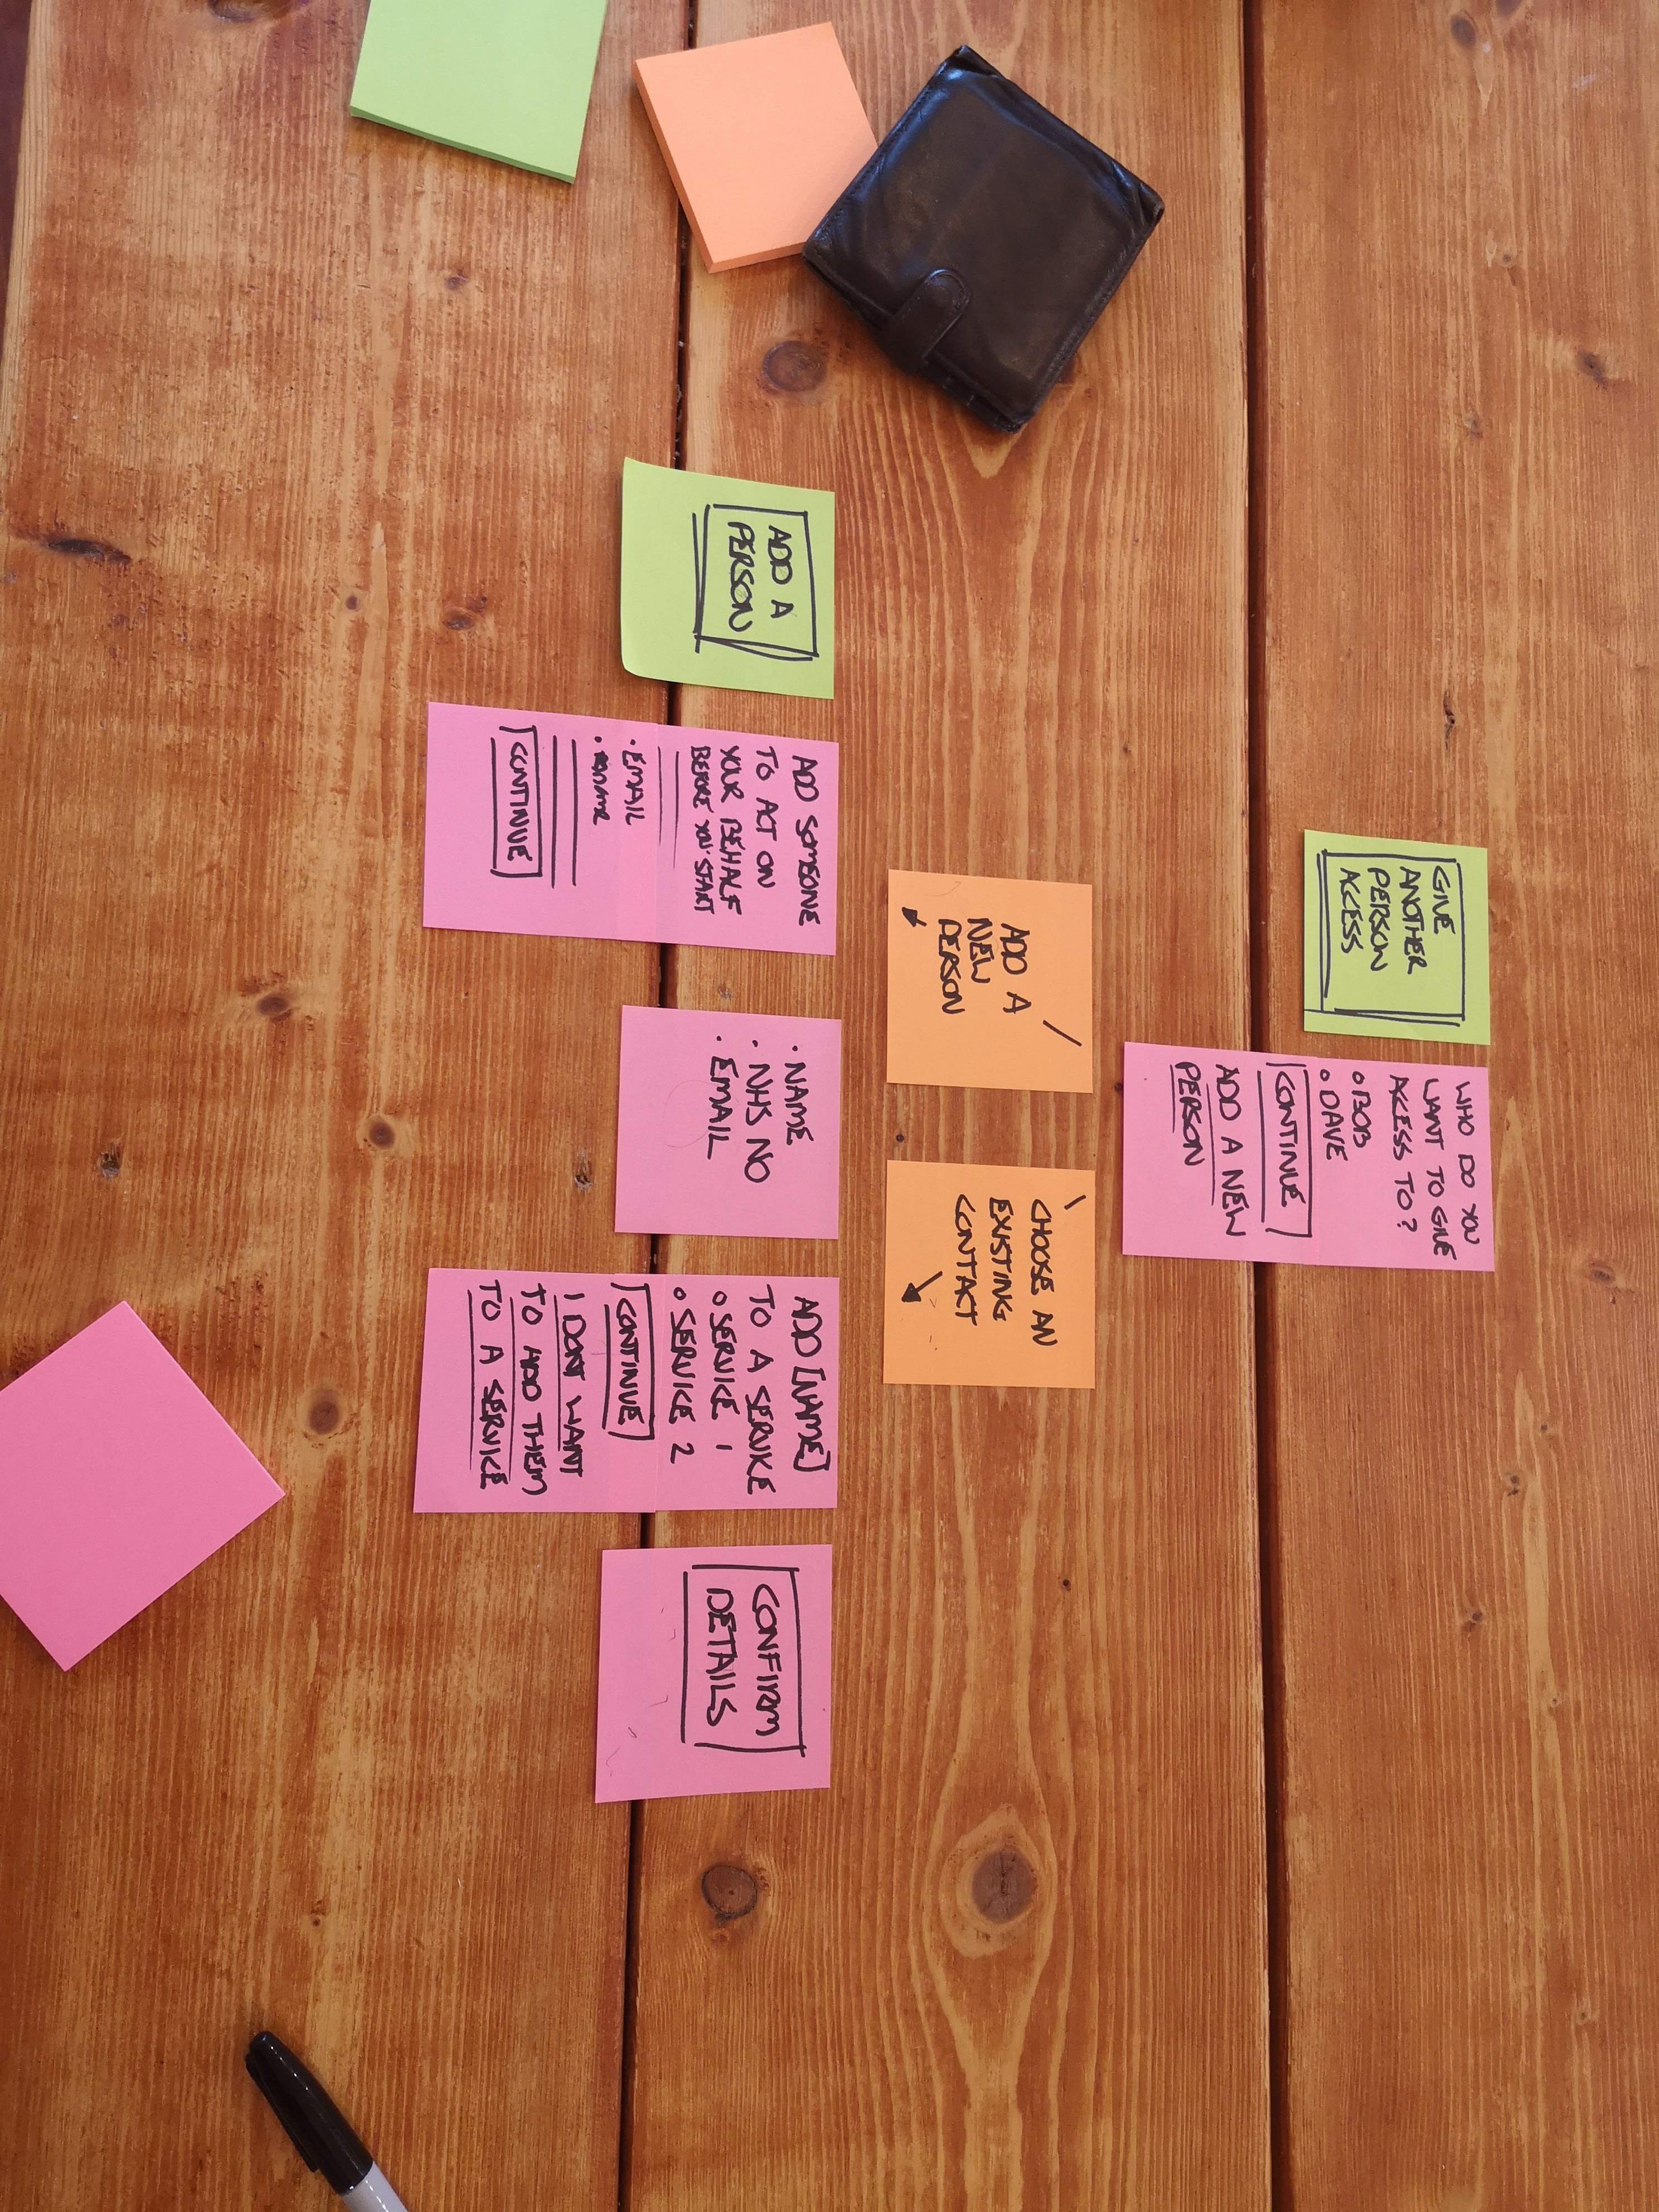 GIVE
ANOTHER
PERSON
ACCESS
WHO DO YOU
WANT TO GIVE
ACCESS TO?
BOB
DAVE
CONTINUE
ADD A NEW
PERSON
ADD A
NEW
PERSON
CHOOSE AN
EXISTING
CONTACT
ADD A
PERSON
ADD SOMEONE
TO ACT ON
YOUR BEHALF
BEFORE YOU START
• EMAIL
• NAME
CONTINUE
• NAME
• NHS NO
• EMAIL
ADD [NAME]
TO A SERVICE
SERVICE 1
SERVICE 2
CONTINUE
I DONT WANT
TO ADD THEM
TO A SERVICE
CONFIRM
DETAILS